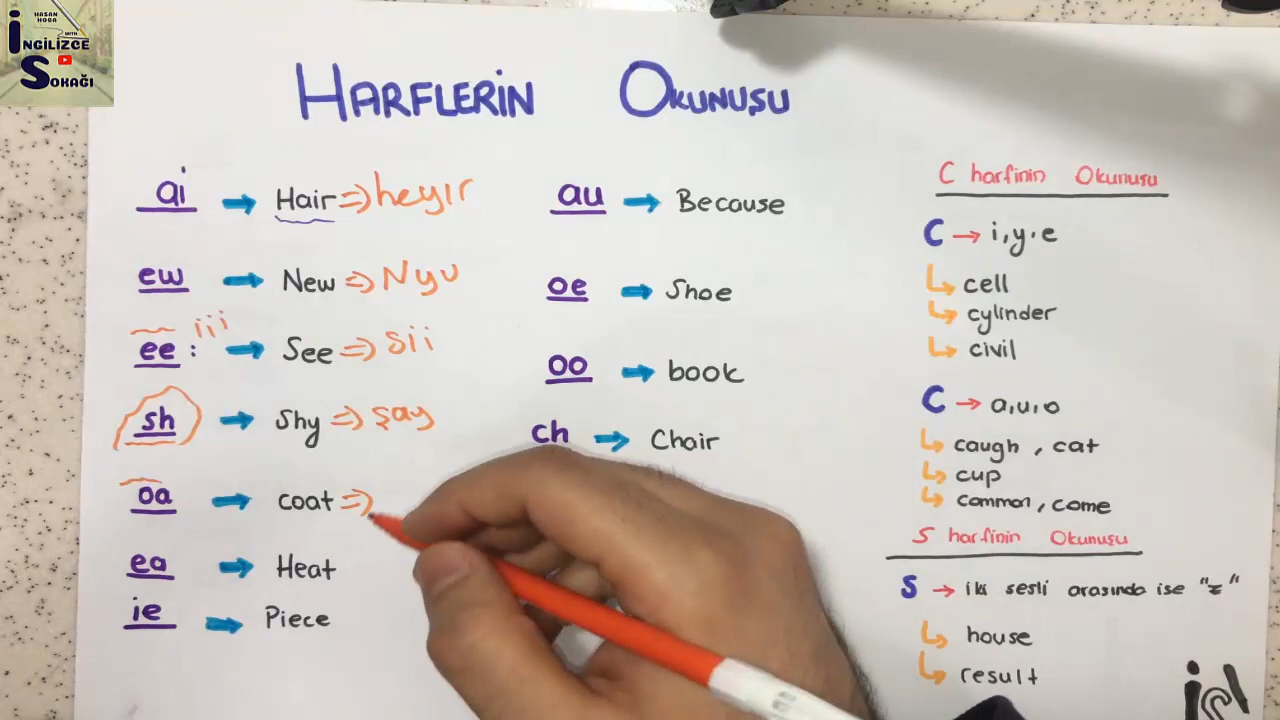 HASAN HOCA
WITH
İNGİLİZCE
SOKAĞI
HARFLERİN OKUNUŞU
ai → Hair => heyır
ew → New => Nyu
ee : iii → See => sii
sh → Shy => şay
oa → coat =>
ea → Heat
ie → Piece
au → Because
oe → Shoe
oo → book
ch → Chair
C harfinin Okunusu
C → i,y,e
cell
cylinder
civil
C → a,u,o
caugh , cat
cup
common, come
S harfinin Okunuşu
S → iki sesli arasında ise "z"
house
result